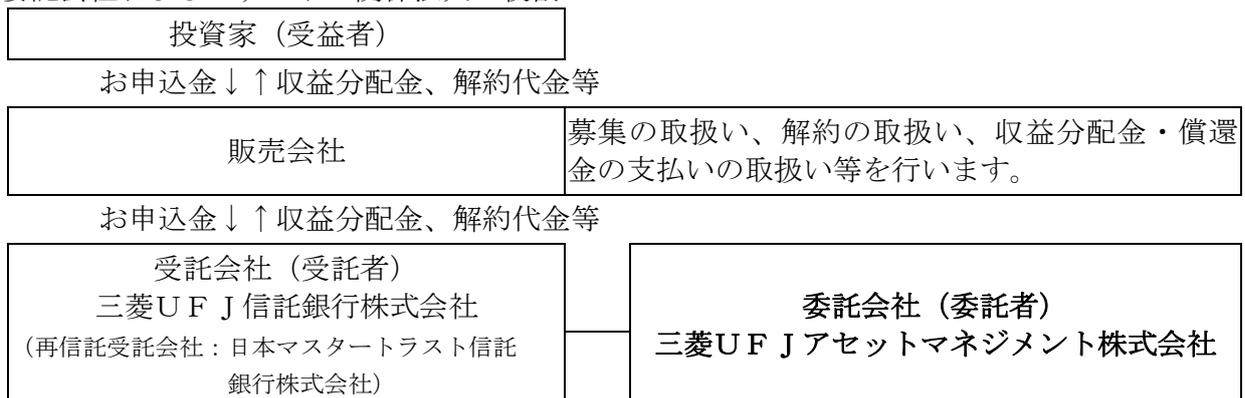 投資家（受益者）
お申込金↓↑収益分配金、解約代金等
販売会社
募集の取扱い、解約の取扱い、収益分配金・償還
金の支払いの取扱い等を行います。
お申込金↓↑収益分配金、解約代金等
受託会社（受託者）
三菱ＵＦＪ信託銀行株式会社
（再信託受託会社：日本マスタートラスト信託
銀行株式会社）
委託会社（委託者）
三菱ＵＦＪアセットマネジメント株式会社